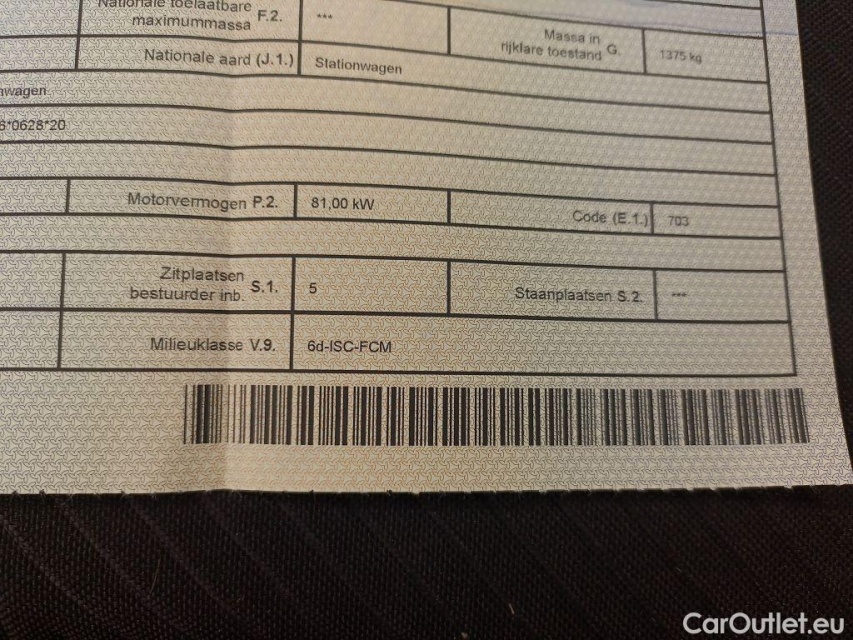 Nationale toelaatbare
maximummassa F.2.
***
Massa in
rijklare toestand G.
1375 kg
Nationale aard (J.1.)
Stationwagen
nwagen
6*0628*20
Motorvermogen P.2.
81,00 kW
Code (E.1.)
703
Zitplaatsen
bestuurder inb. S.1.
5
Staanplaatsen S.2.
***
Milieuklasse V.9.
6d-ISC-FCM
CarOutlet.eu